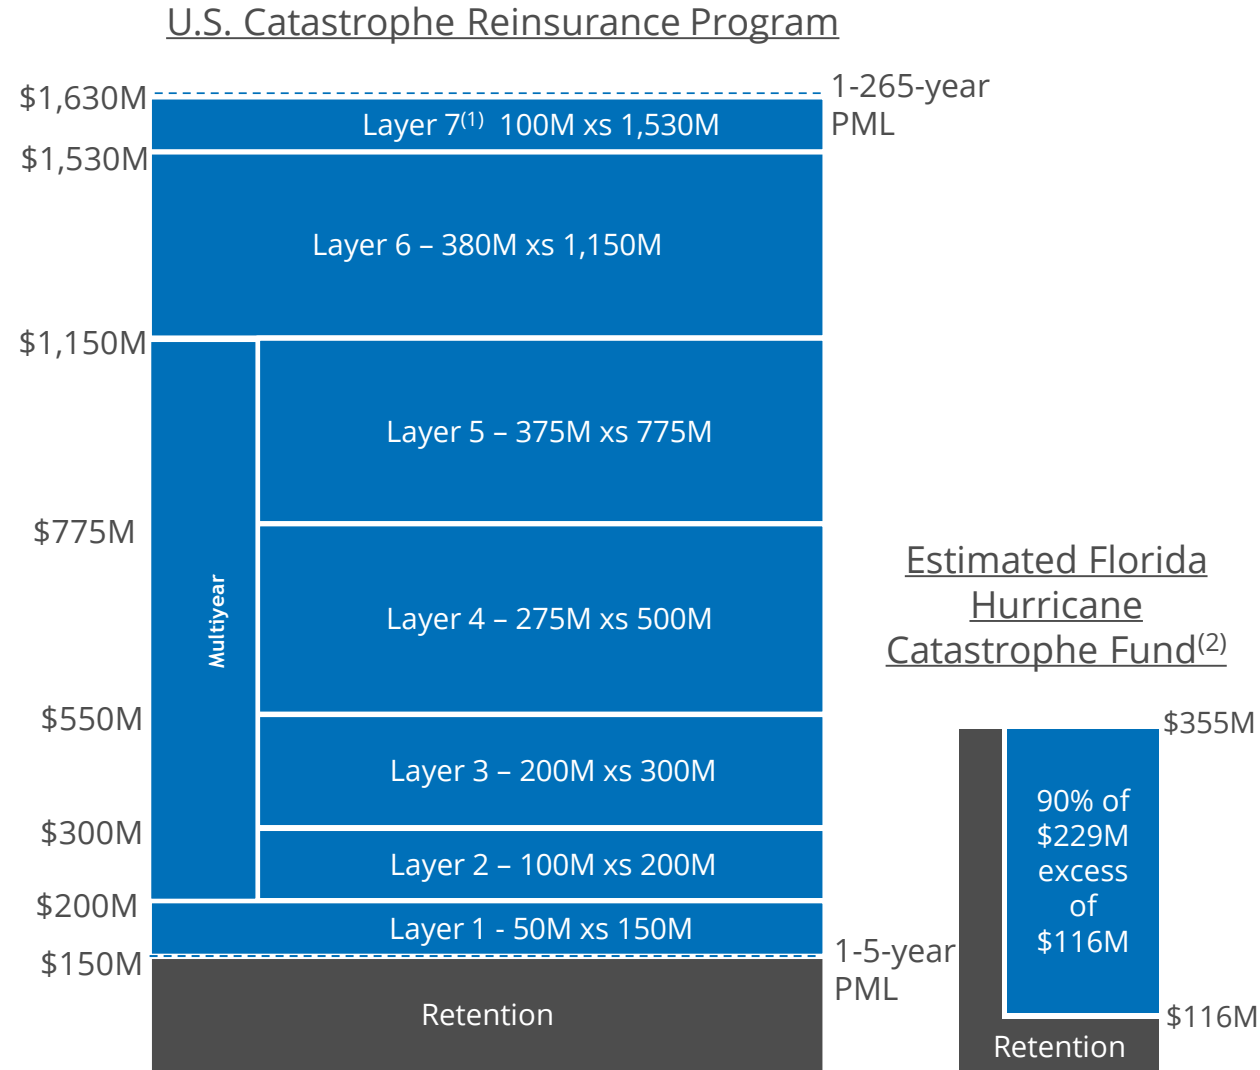 U.S. Catastrophe Reinsurance Program
$1,630M
1-265-year
PML
Layer 7(1) 100M xs 1,530M
$1,530M
Layer 6 – 380M xs 1,150M
$1,150M
Layer 5 – 375M xs 775M
$775M
Multiyear
Layer 4 – 275M xs 500M
$550M
Layer 3 – 200M xs 300M
$300M
Layer 2 – 100M xs 200M
$200M
Layer 1 - 50M xs 150M
$150M
1-5-year
PML
Retention
Estimated Florida
Hurricane
Catastrophe Fund(2)
$355M
90% of
$229M
excess
of
$116M
$116M
Retention